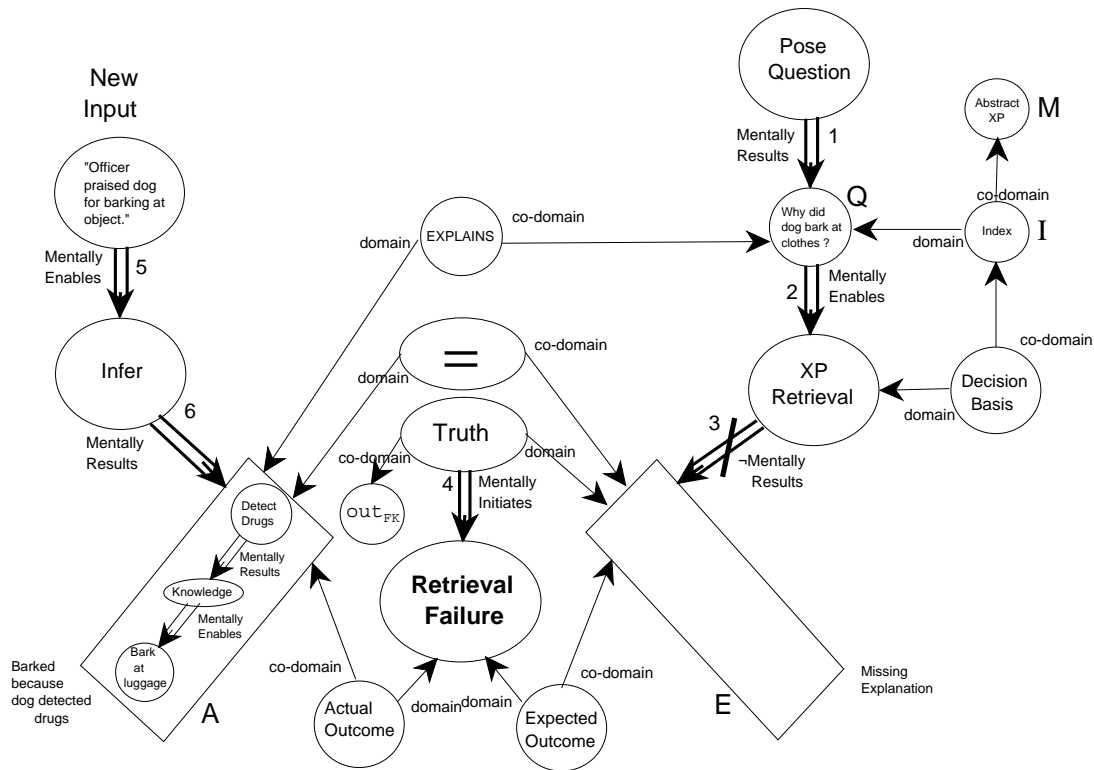 Pose
Question
New
Input
Abstract
XP
M
Mentally
Results
1
"Officer
praised dog
for barking at
object."
co-domain
Q
Why did
dog bark at
clothes ?
Index
I
domain
EXPLAINS
co-domain
domain
Mentally
Enables
5
2
Mentally
Enables
=
co-domain
domain
co-domain
Infer
XP
Retrieval
Decision
Basis
domain
6
Mentally
Results
Truth
co-domain
domain
3
¬Mentally
Results
4
Mentally
Initiates
outFK
Detect
Drugs
Mentally
Results
Knowledge
Mentally
Enables
Bark
at
luggage
Retrieval
Failure
Barked
because
dog detected
drugs
A
co-domain
co-domain
Missing
Explanation
E
Actual
Outcome
domain
domain
Expected
Outcome